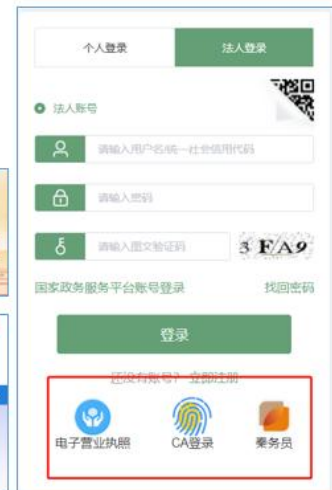 个人登录
法人登录
法人账号
请输入用户名/统一社会信用代码
请输入密码
请输入图文验证码
3 F/A9
国家政务服务平台账号登录
找回密码
登录
还没有账号? 立即注册
电子营业执照
CA登录
秦务员